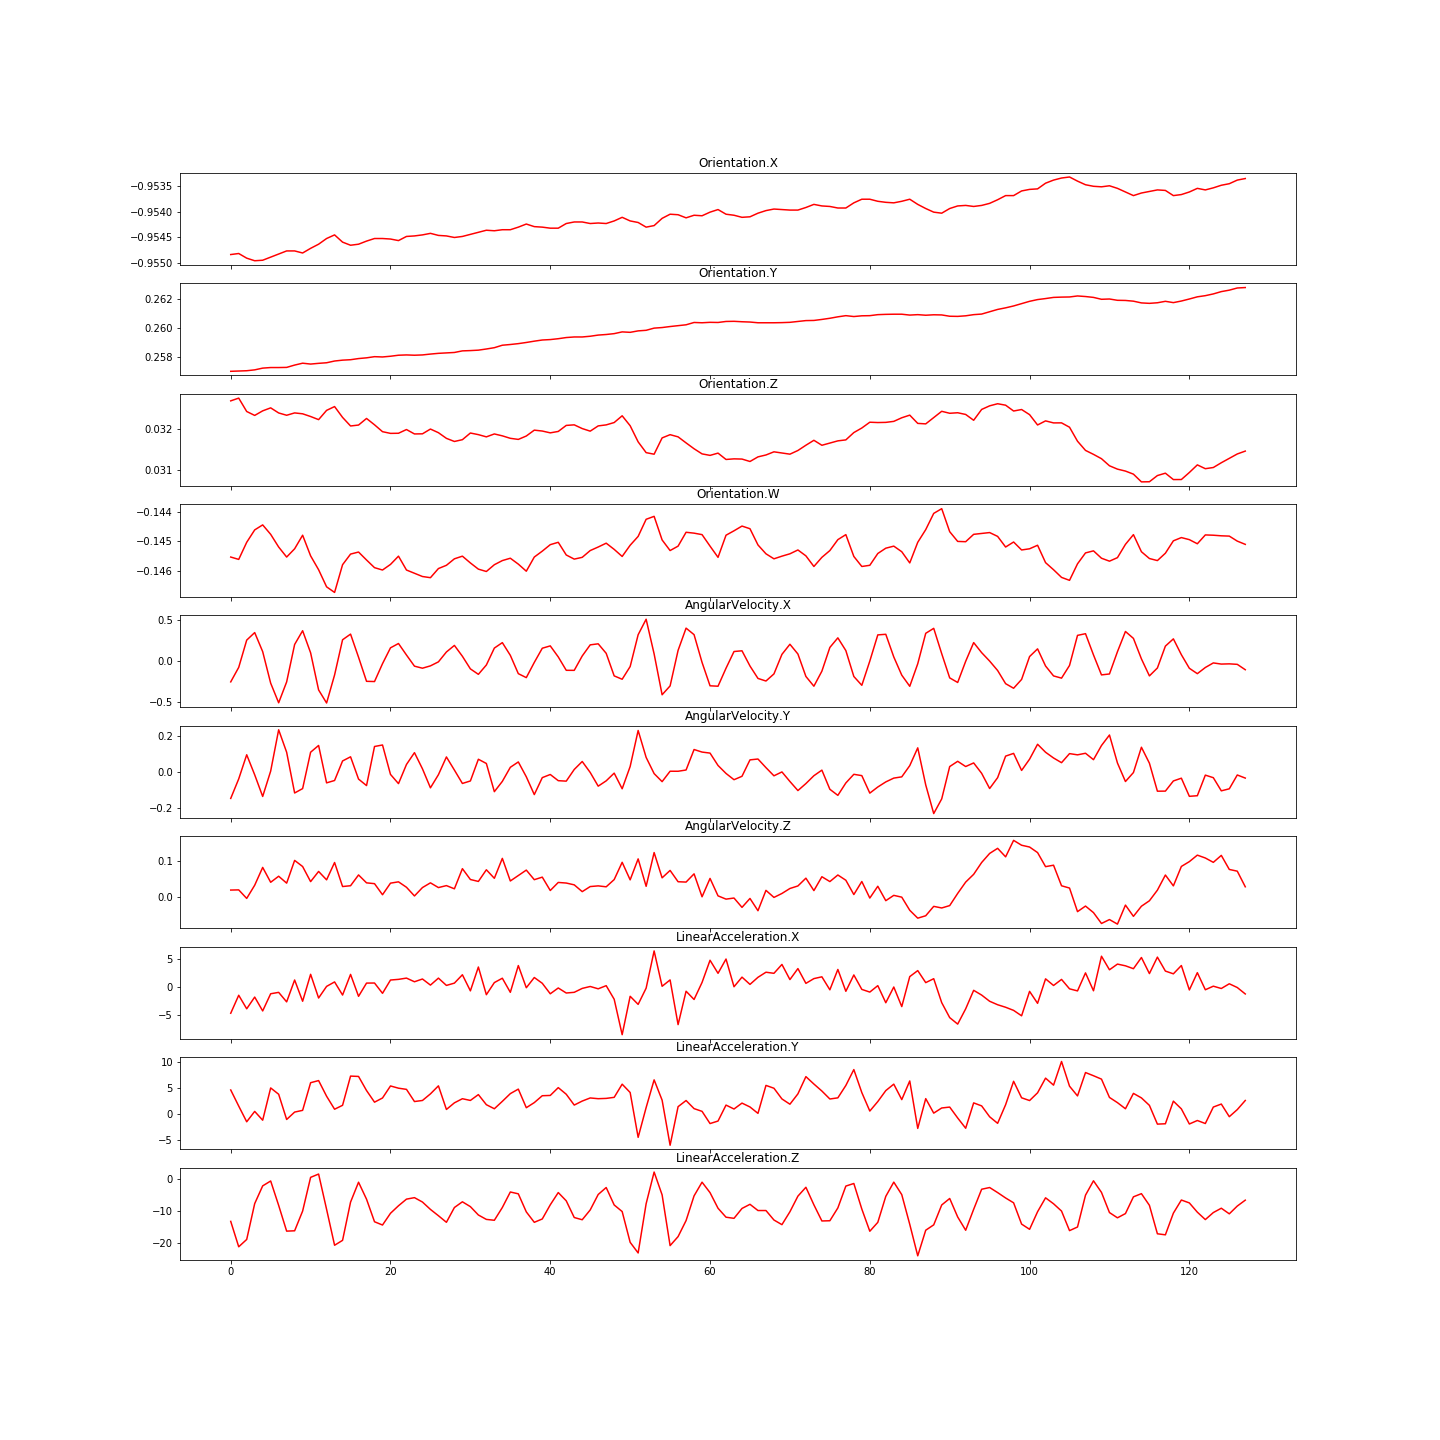 Orientation.X
−0.9535
−0.9540
−0.9545
−0.9550
Orientation.Y
0.262
0.260
0.258
Orientation.Z
0.032
0.031
Orientation.W
−0.144
−0.145
−0.146
AngularVelocity.X
0.5
0.0
−0.5
AngularVelocity.Y
0.2
0.0
−0.2
AngularVelocity.Z
0.1
0.0
LinearAcceleration.X
5
0
−5
LinearAcceleration.Y
10
5
0
−5
LinearAcceleration.Z
0
−10
−20
0 20 40 60 80 100 120